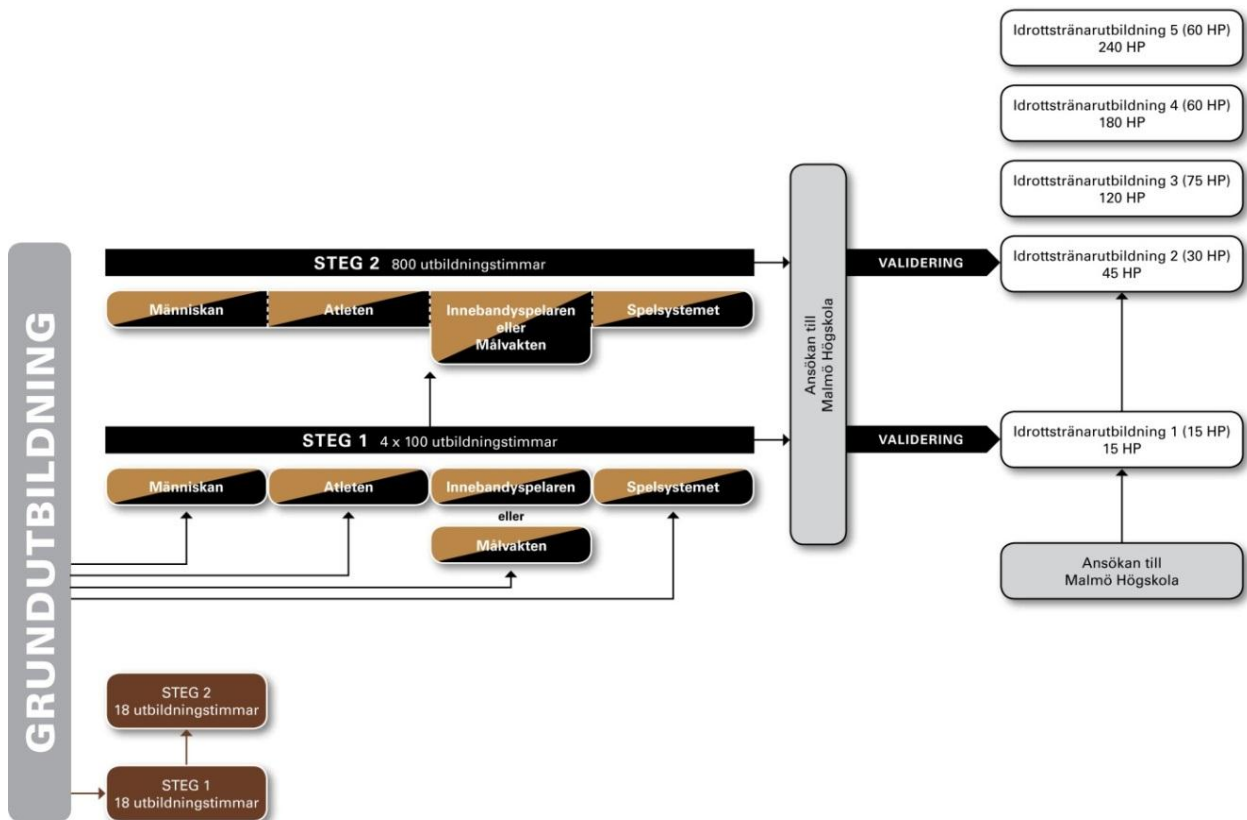 Idrottstränarutbildning 5 (60 HP)
240 HP
Idrottstränarutbildning 4 (60 HP)
180 HP
Idrottstränarutbildning 3 (75 HP)
120 HP
GRUNDUTBILDNING
STEG 2 800 utbildningstimmar
Människan
Atleten
Innebandyspelaren
eller
Målvakten
Spelsystemet
Ansökan till
Malmö Högskola
VALIDERING
Idrottstränarutbildning 2 (30 HP)
45 HP
STEG 1 4 x 100 utbildningstimmar
Människan
Atleten
Innebandyspelaren
eller
Målvakten
Spelsystemet
VALIDERING
Idrottstränarutbildning 1 (15 HP)
15 HP
Ansökan till
Malmö Högskola
STEG 2
18 utbildningstimmar
STEG 1
18 utbildningstimmar